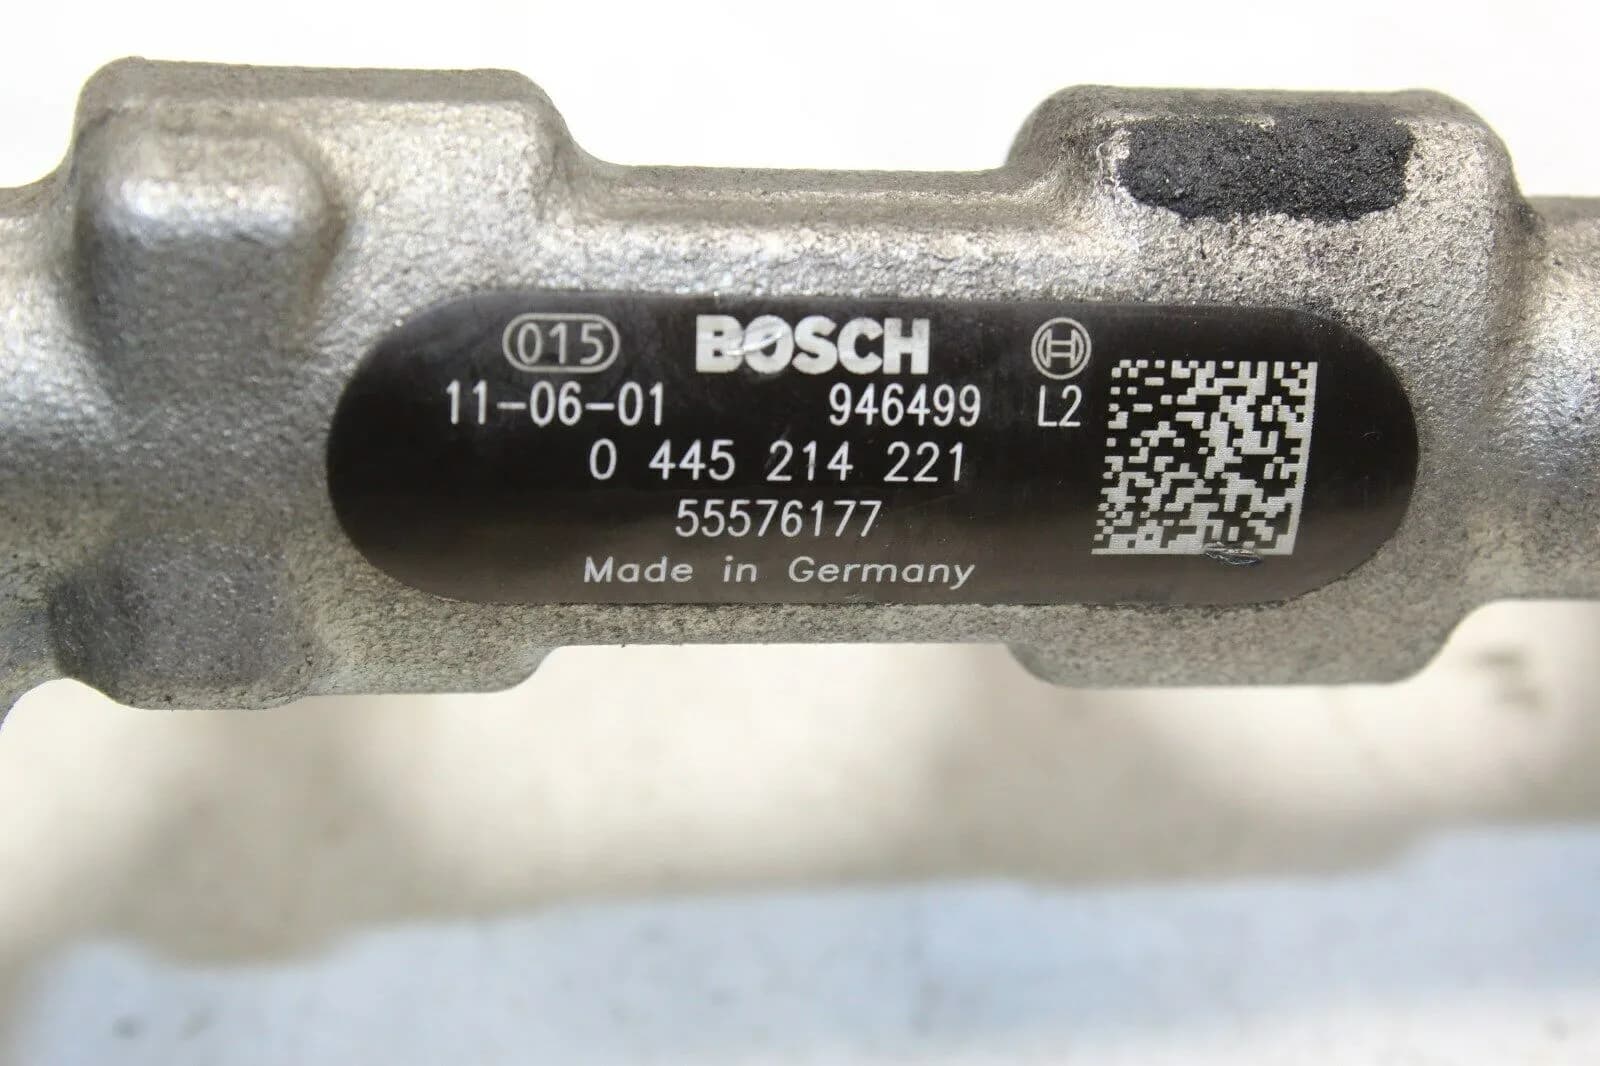 015 BOSCH
11-06-01 946499 L2
0 445 214 221
55576177
Made in Germany